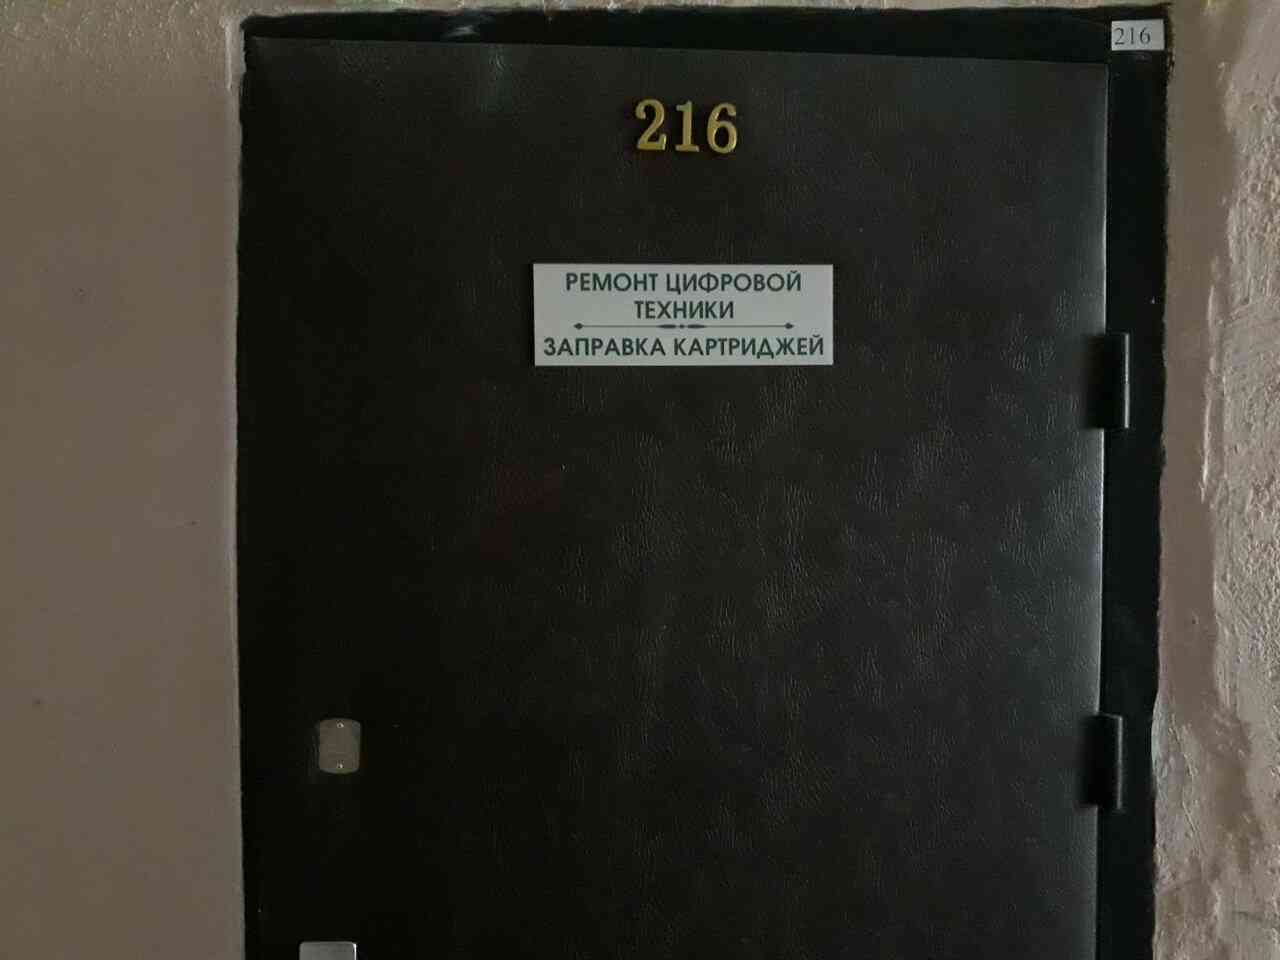 216
216
РЕМОНТ ЦИФРОВОЙ
ТЕХНИКИ
ЗАПРАВКА КАРТРИДЖЕЙ